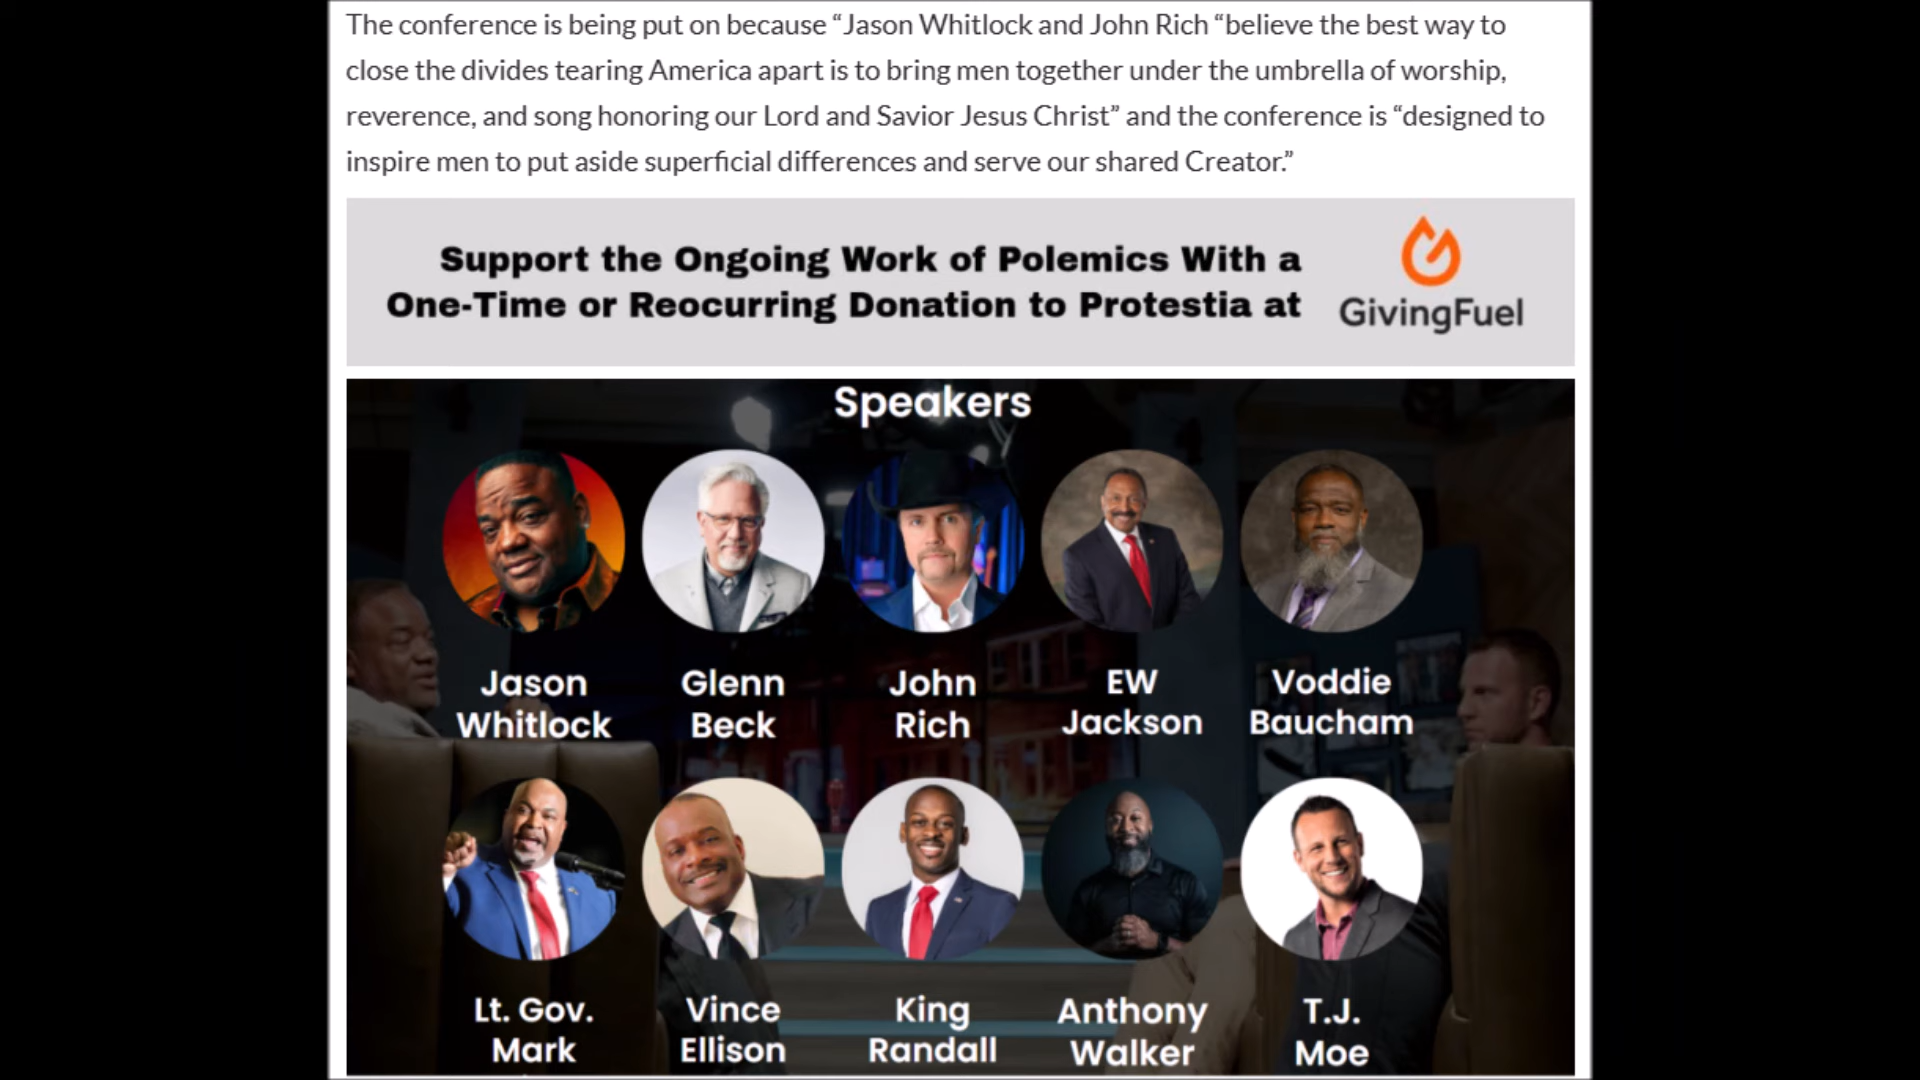 The conference is being put on because “Jason Whitlock and John Rich “believe the best way to
close the divides tearing America apart is to bring men together under the umbrella of worship,
reverence, and song honoring our Lord and Savior Jesus Christ” and the conference is “designed to
inspire men to put aside superficial differences and serve our shared Creator.”
Support the Ongoing Work of Polemics With a
One-Time or Reocurring Donation to Protestia at
GivingFuel
Speakers
Jason
Whitlock
Glenn
Beck
John
Rich
EW
Jackson
Voddie
Baucham
Lt. Gov.
Mark
Vince
Ellison
King
Randall
Anthony
Walker
T.J.
Moe